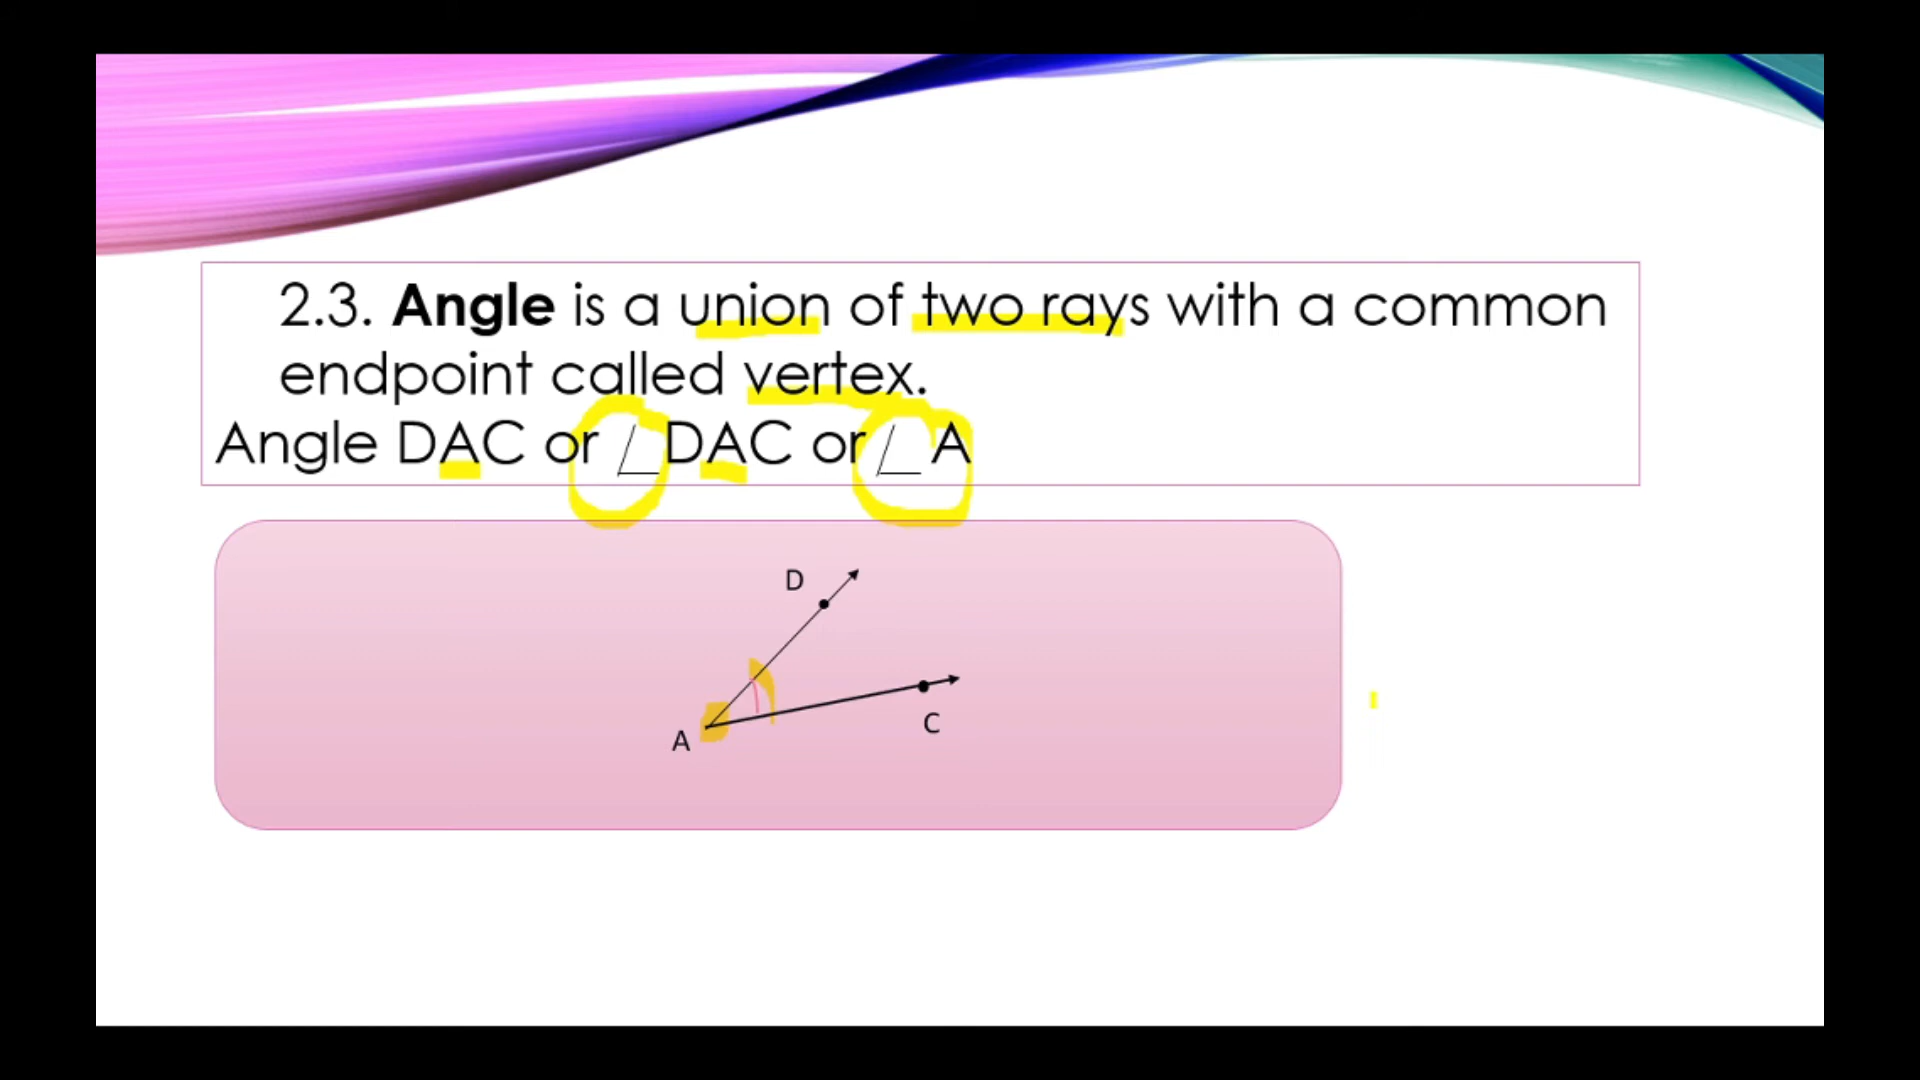 2.3. Angle is a union of two rays with a common
endpoint called vertex.
Angle DAC or ∠DAC or ∠A
D
C
A